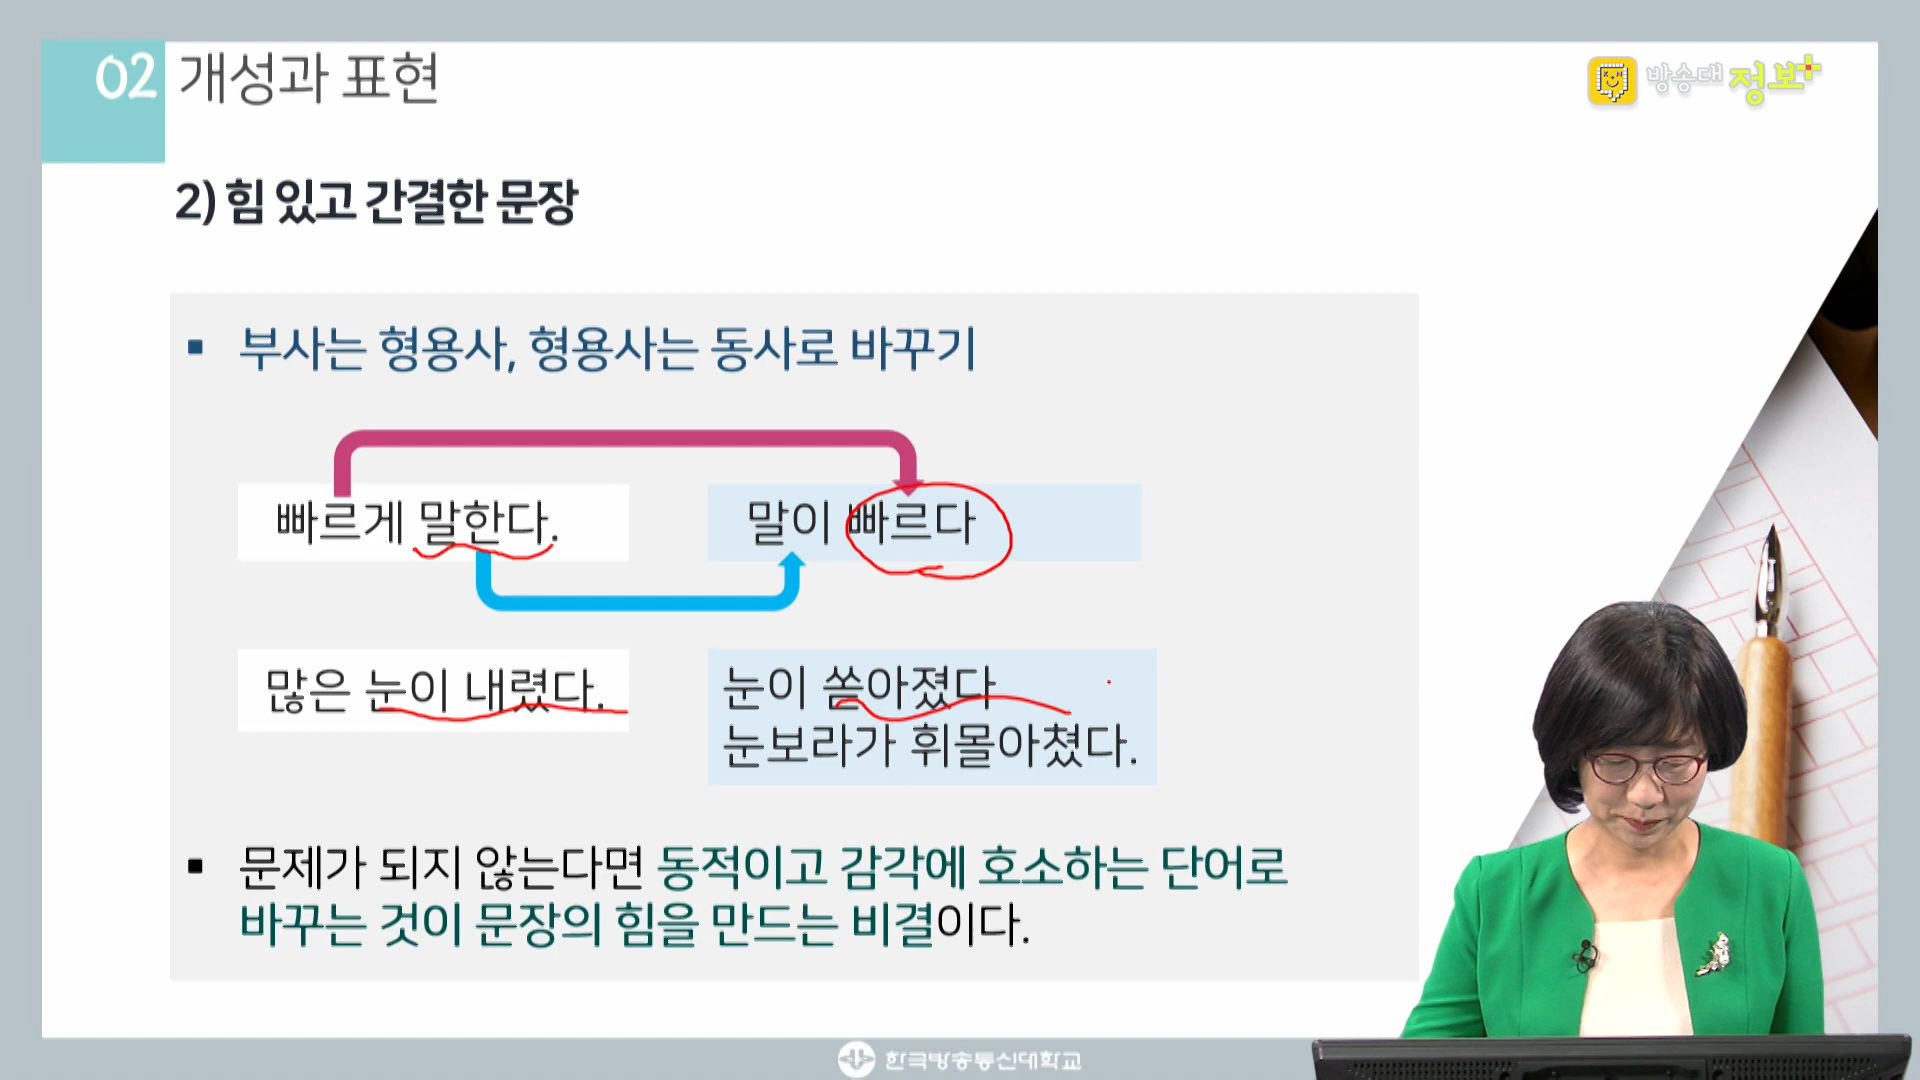 02 개성과 표현
방송대 정보+
2) 힘 있고 간결한 문장
▪ 부사는 형용사, 형용사는 동사로 바꾸기
빠르게 말한다.
말이 빠르다
많은 눈이 내렸다.
눈이 쏟아졌다
눈보라가 휘몰아쳤다.
▪ 문제가 되지 않는다면 동적이고 감각에 호소하는 단어로
바꾸는 것이 문장의 힘을 만드는 비결이다.
한국방송통신대학교